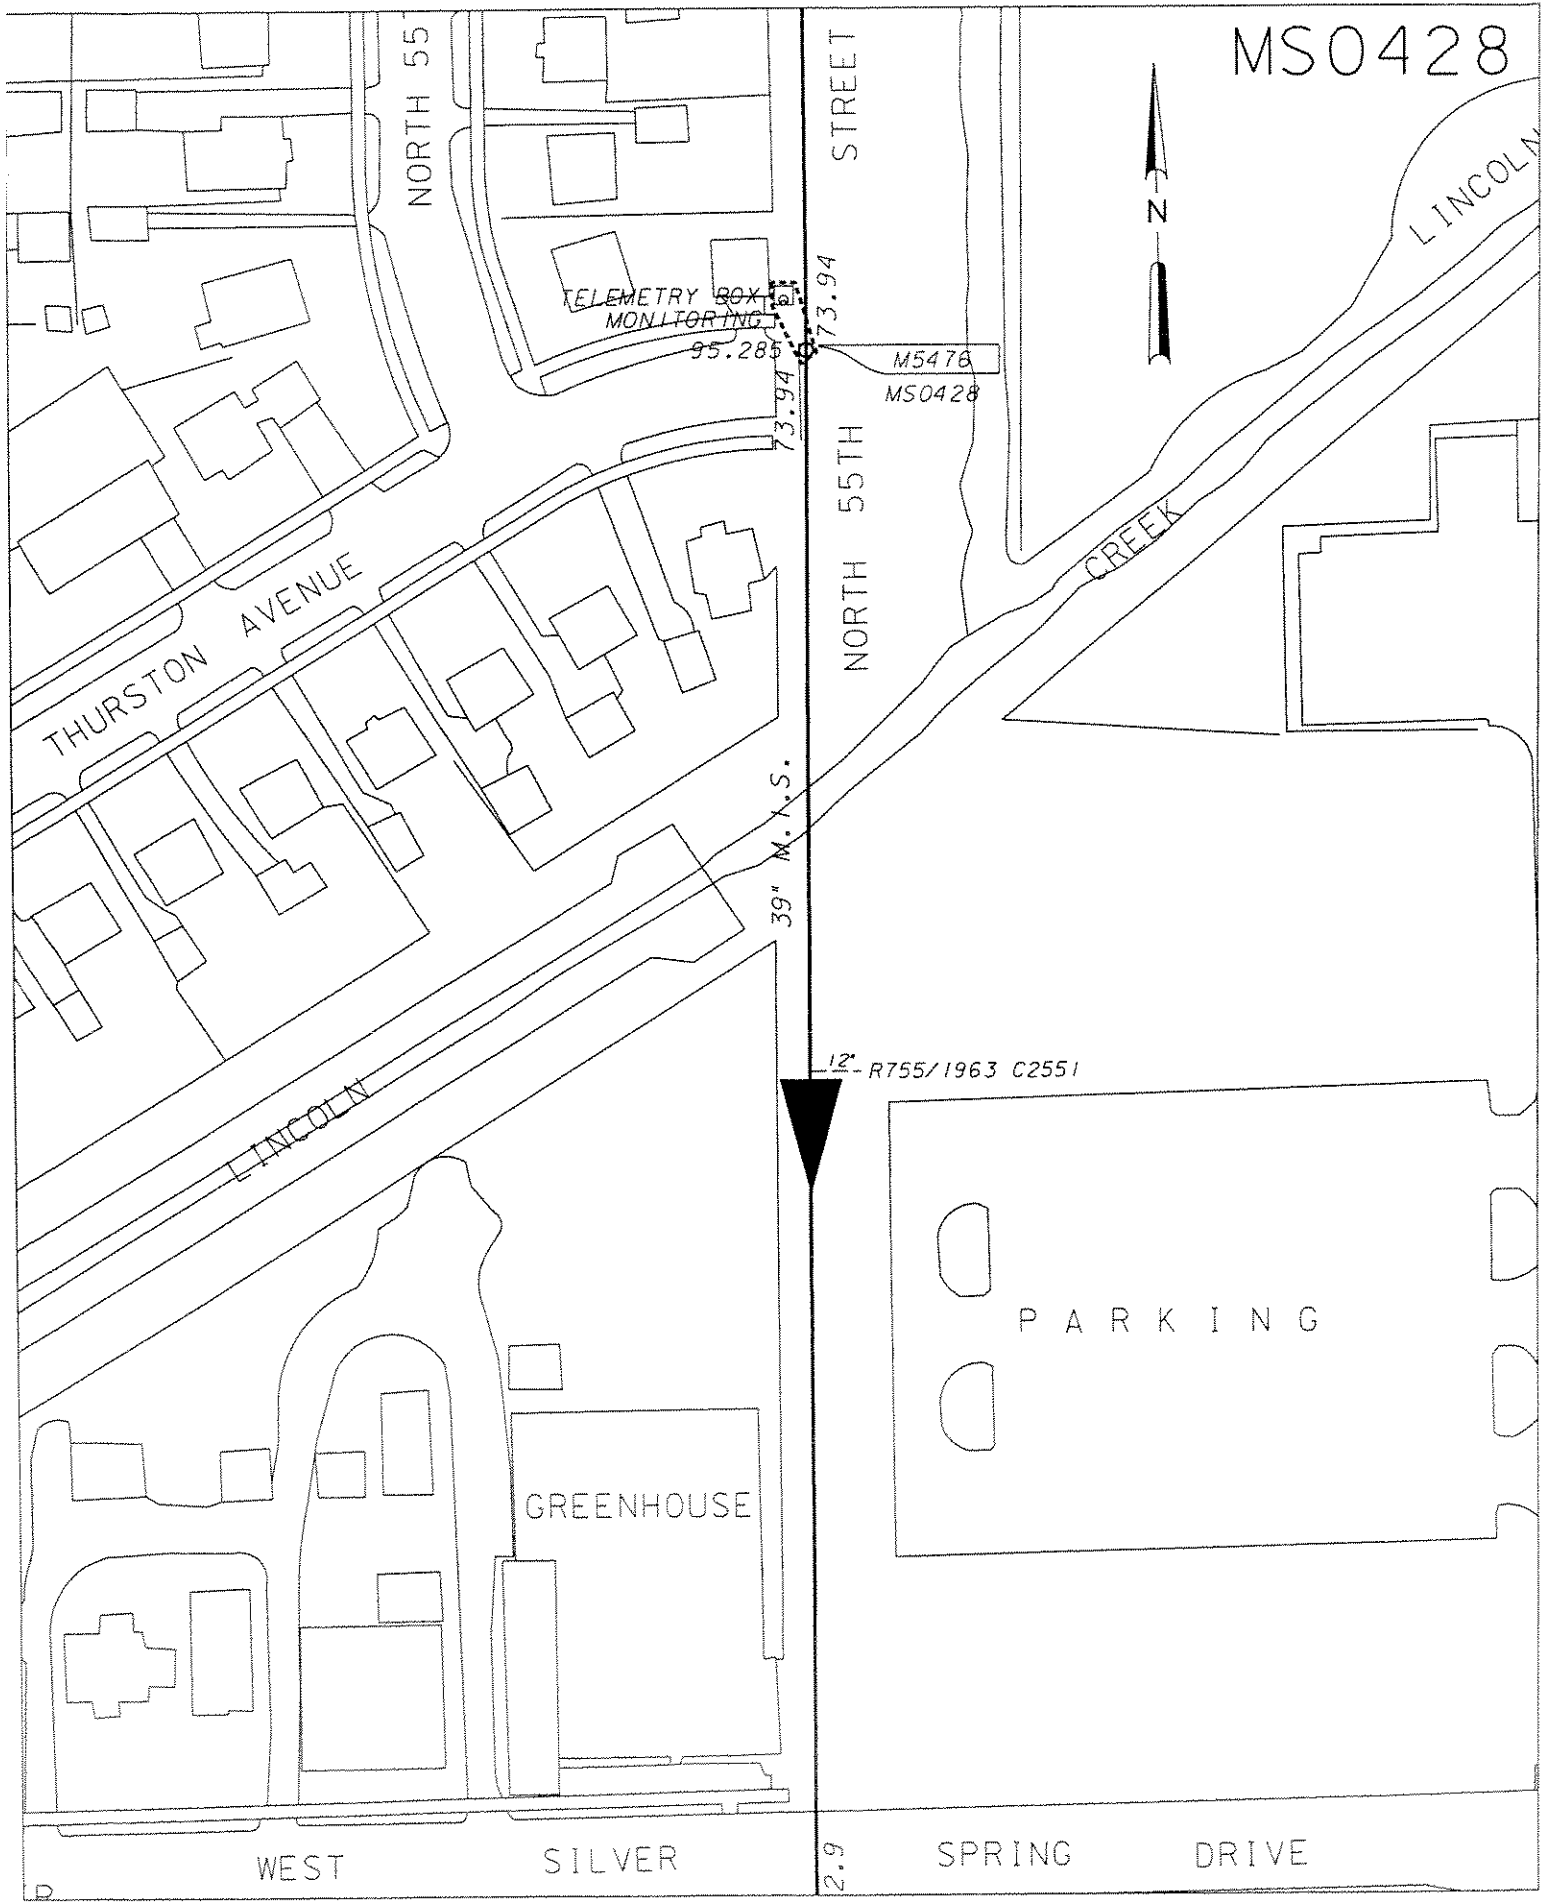 MS0428
NORTH 55
STREET
LINCOLN
N
TELEMETRY BOX
MONITORING
73.94
95.285
M5476
MS0428
73.94
NORTH 55TH
CREEK
THURSTON AVENUE
39" M.I.S.
12" R755/1963 C2551
LINCOLN
PARKING
GREENHOUSE
WEST SILVER SPRING DRIVE
2.9